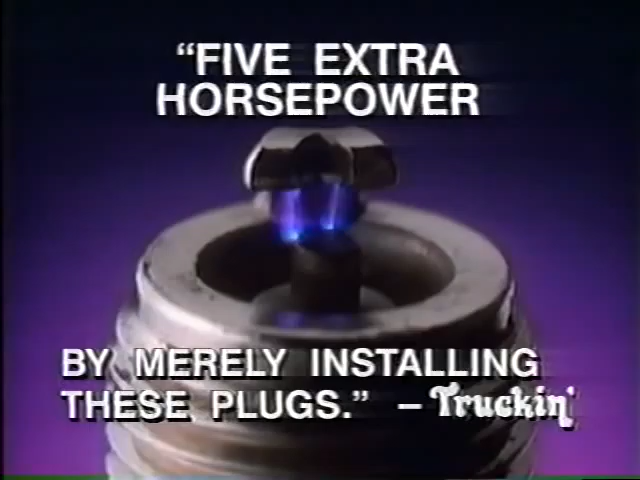 “FIVE EXTRA
HORSEPOWER
BY MERELY INSTALLING
THESE PLUGS.” – Truckin'